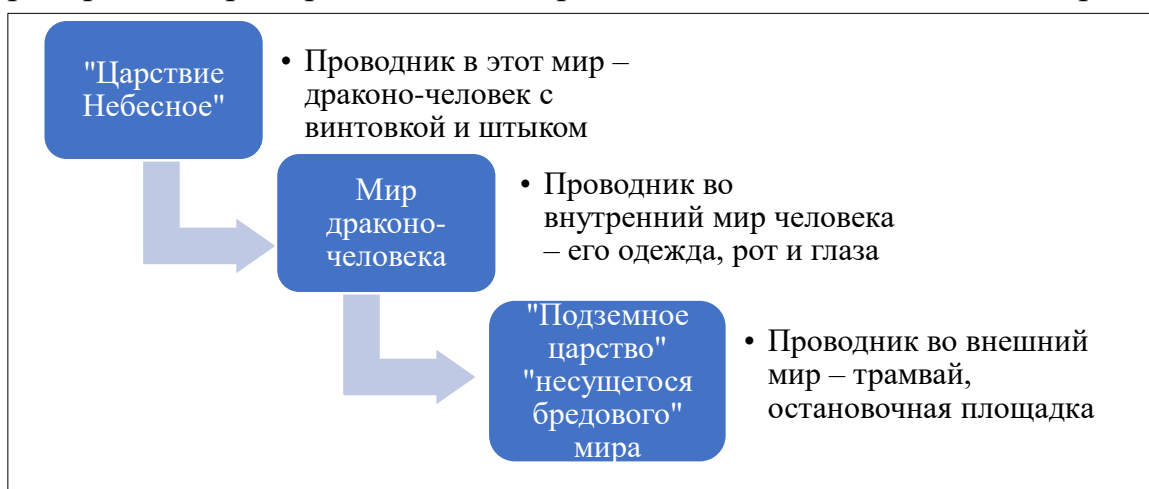 "Царствие
Небесное"
• Проводник в этот мир –
драконо-человек с
винтовкой и штыком
Мир
драконо-
человека
• Проводник во
внутренний мир человека
– его одежда, рот и глаза
"Подземное
царство"
"несущегося
бредового"
мира
• Проводник во внешний
мир – трамвай,
остановочная площадка